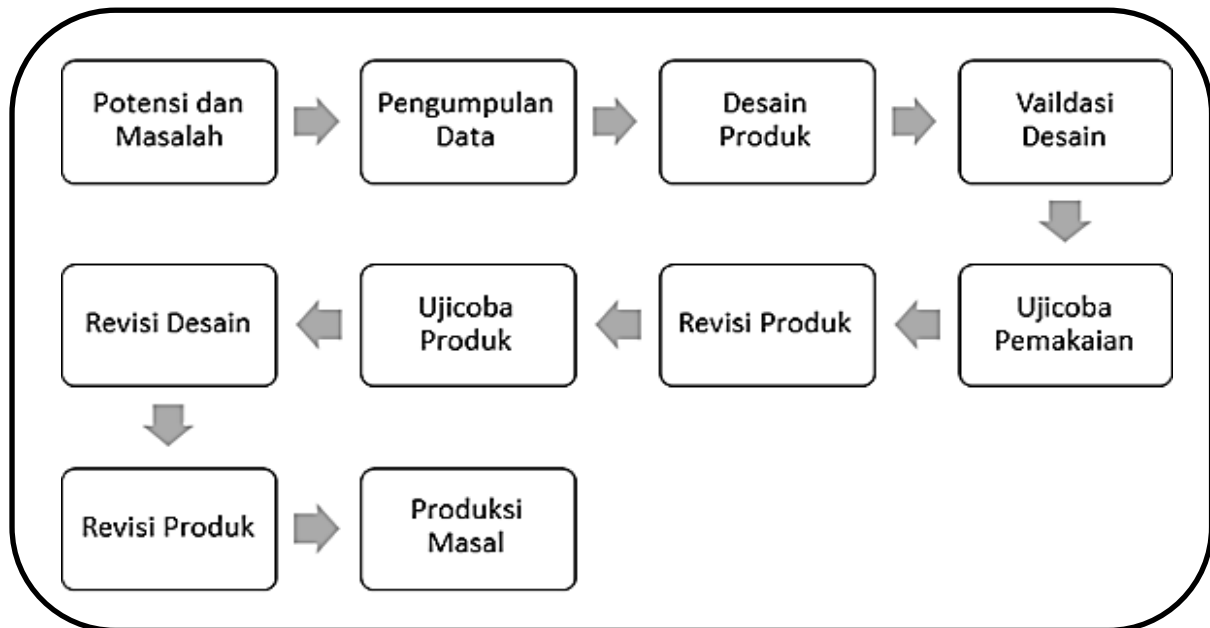 Potensi dan
Masalah
Pengumpulan
Data
Desain
Produk
Vaildasi
Desain
Ujicoba
Pemakaian
Revisi Produk
Ujicoba
Produk
Revisi Desain
Revisi Produk
Produksi
Masal